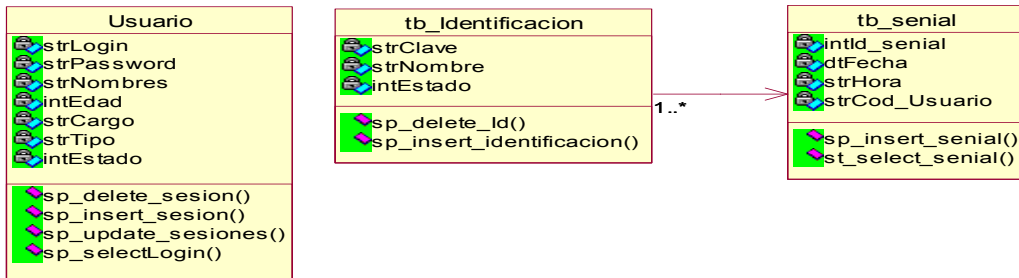 Usuario
strLogin
strPassword
strNombres
intEdad
strCargo
strTipo
intEstado
sp_delete_sesion()
sp_insert_sesion()
sp_update_sesiones()
sp_selectLogin()
tb_Identificacion
strClave
strNombre
intEstado
sp_delete_Id()
sp_insert_identificacion()
1..*
tb_senial
intId_senial
dtFecha
strHora
strCod_Usuario
sp_insert_senial()
st_select_senial()